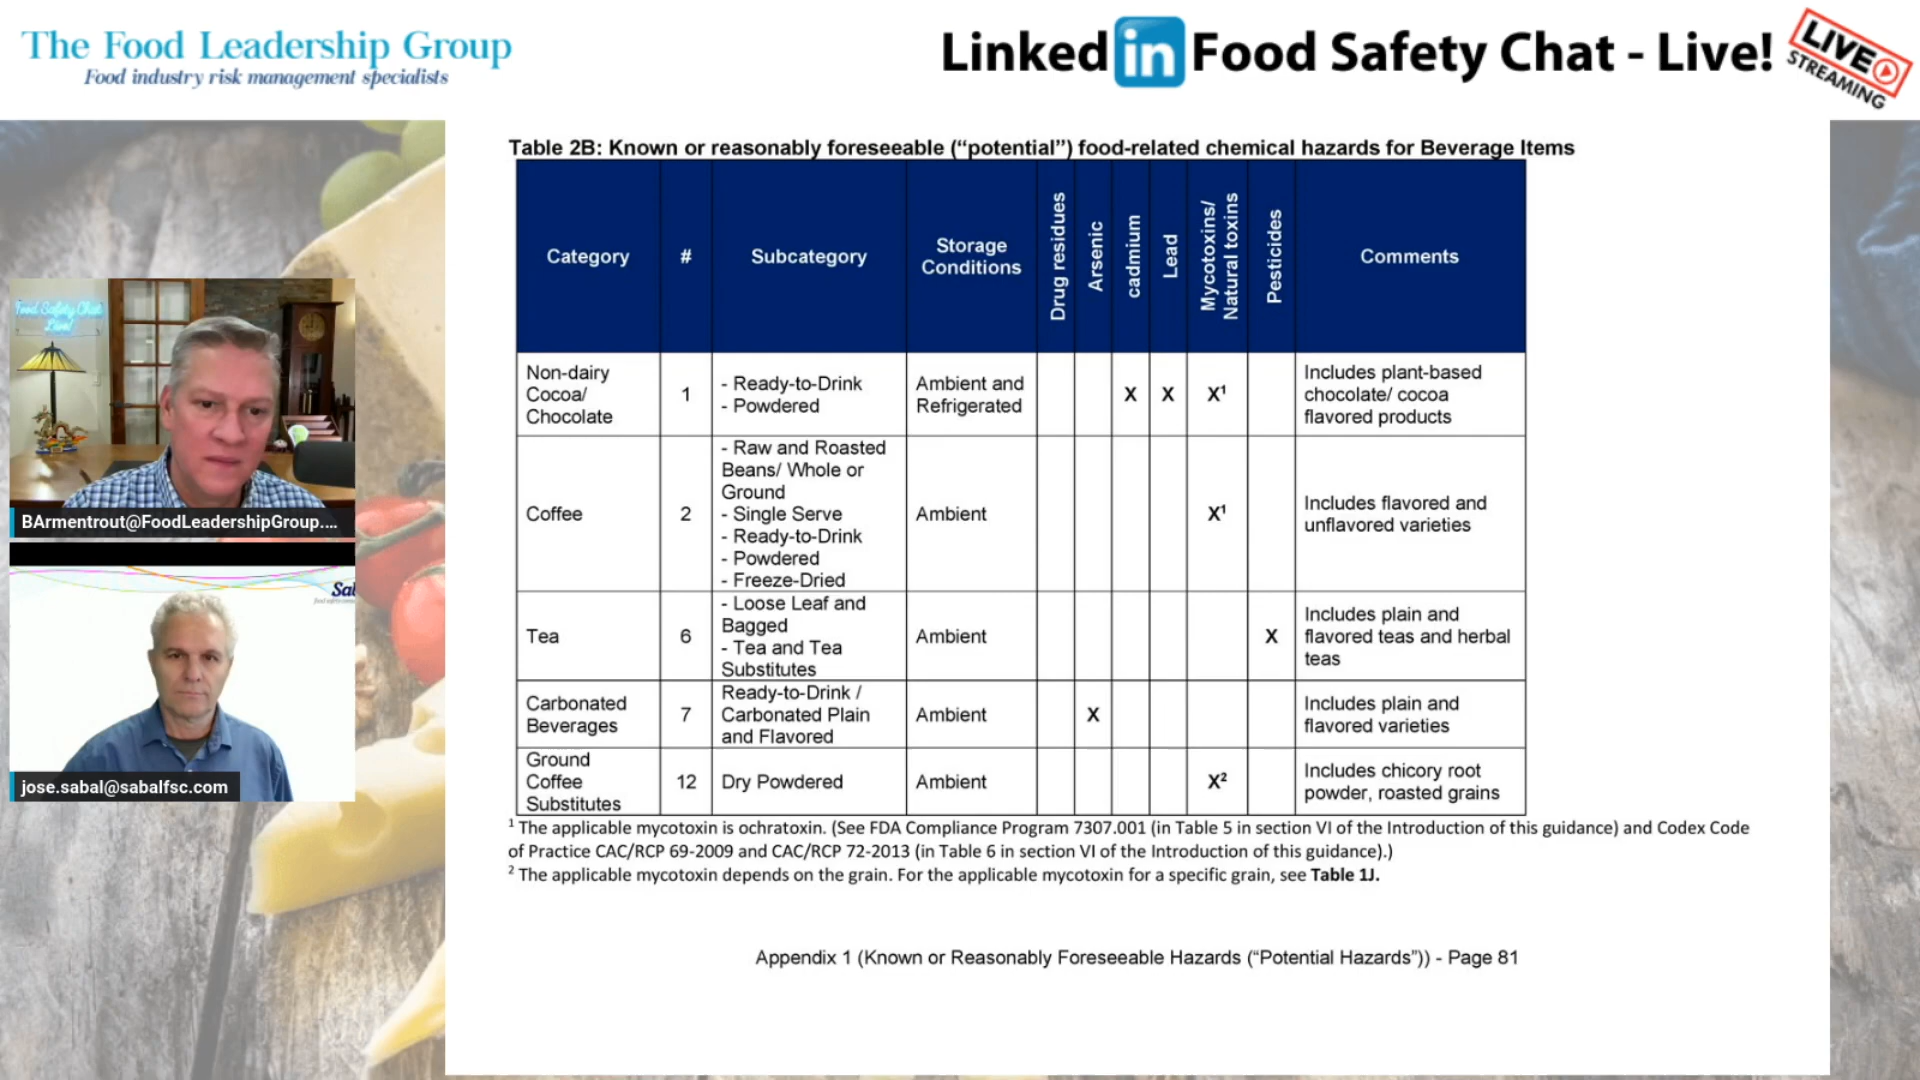 The Food Leadership Group
Food industry risk management specialists
Linked in Food Safety Chat - Live!
LIVE
STREAMING
Food Safety Chat
Live!
BArmentrout@FoodLeadershipGroup....
Sab
jose.sabal@sabalfsc.com
Table 2B: Known or reasonably foreseeable (“potential”) food-related chemical hazards for Beverage Items
Category # Subcategory Storage Conditions Drug residues Arsenic cadmium Lead Mycotoxins/ Natural toxins Pesticides Comments
Non-dairy Cocoa/ Chocolate 1 - Ready-to-Drink - Powdered Ambient and Refrigerated X X X¹ Includes plant-based chocolate/ cocoa flavored products
Coffee 2 - Raw and Roasted Beans/ Whole or Ground - Single Serve - Ready-to-Drink - Powdered - Freeze-Dried Ambient X¹ Includes flavored and unflavored varieties
Tea 6 - Loose Leaf and Bagged - Tea and Tea Substitutes Ambient X Includes plain and flavored teas and herbal teas
Carbonated Beverages 7 Ready-to-Drink / Carbonated Plain and Flavored Ambient X Includes plain and flavored varieties
Ground Coffee Substitutes 12 Dry Powdered Ambient X² Includes chicory root powder, roasted grains
¹ The applicable mycotoxin is ochratoxin. (See FDA Compliance Program 7307.001 (in Table 5 in section VI of the Introduction of this guidance) and Codex Code
of Practice CAC/RCP 69-2009 and CAC/RCP 72-2013 (in Table 6 in section VI of the Introduction of this guidance).)
² The applicable mycotoxin depends on the grain. For the applicable mycotoxin for a specific grain, see Table 1J.
Appendix 1 (Known or Reasonably Foreseeable Hazards (“Potential Hazards”)) - Page 81